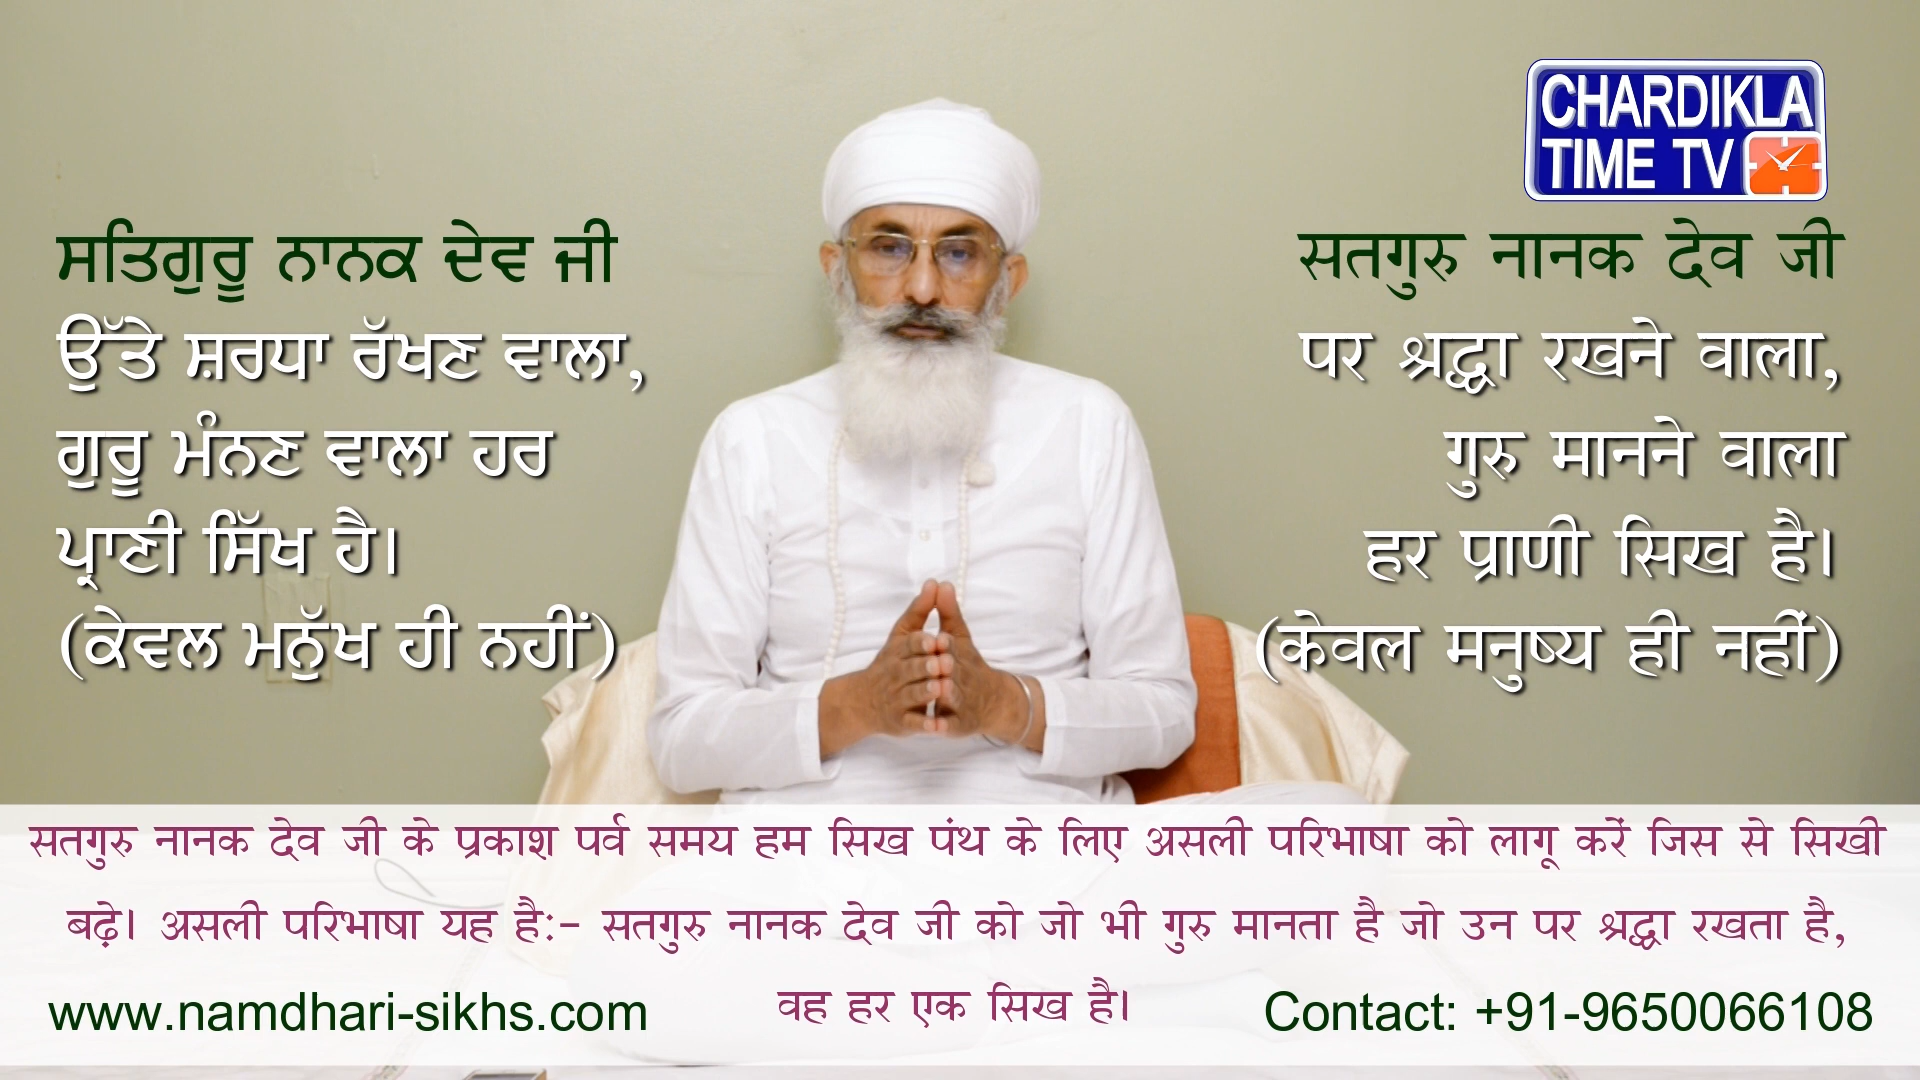 CHARDIKLA
TIME TV
ਸਤਿਗੁਰੂ ਨਾਨਕ ਦੇਵ ਜੀ
ਉੱਤੇ ਸ਼ਰਧਾ ਰੱਖਣ ਵਾਲਾ,
ਗੁਰੂ ਮੰਨਣ ਵਾਲਾ ਹਰ
ਪ੍ਰਾਣੀ ਸਿੱਖ ਹੈ।
(ਕੇਵਲ ਮਨੁੱਖ ਹੀ ਨਹੀਂ)
सतगुरु नानक देव जी
पर श्रद्धा रखने वाला,
गुरु मानने वाला
हर प्राणी सिख है।
(केवल मनुष्य ही नहीं)
सतगुरु नानक देव जी के प्रकाश पर्व समय हम सिख पंथ के लिए असली परिभाषा को लागू करें जिस से सिखी
बढ़े। असली परिभाषा यह है:- सतगुरु नानक देव जी को जो भी गुरु मानता है जो उन पर श्रद्धा रखता है,
वह हर एक सिख है।
www.namdhari-sikhs.com
Contact: +91-9650066108